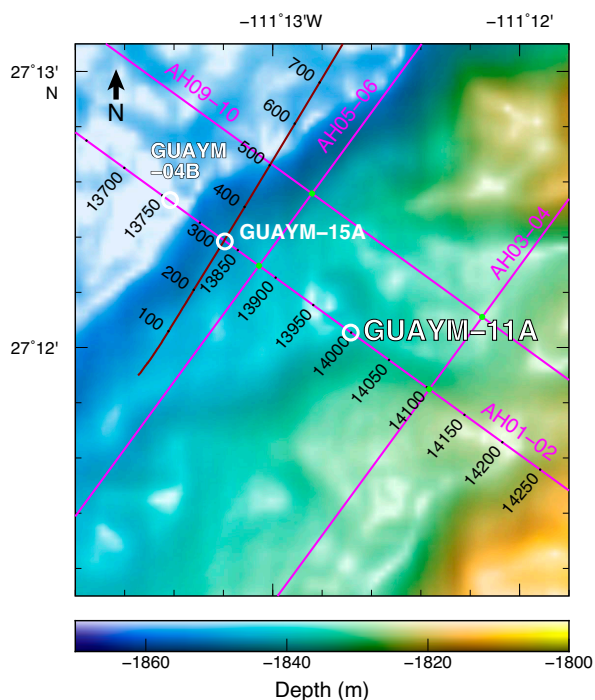 −111°13'W
−111°12'
27°13'
N
N
AH09−10
700
600
500
400
300
200
100
AH05−06
AH03−04
AH01−02
GUAYM
−04B
GUAYM−15A
GUAYM−11A
13700
13750
13850
13900
13950
14000
14050
14100
14150
14200
14250
27°12'
N
−1860
−1840
−1820
−1800
Depth (m)